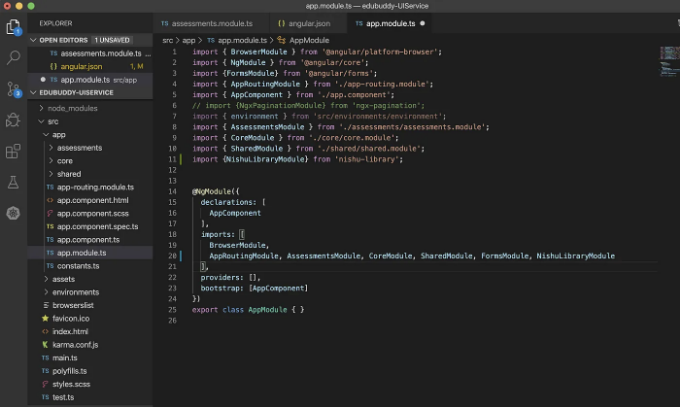 app.module.ts — edubuddy-UIService
EXPLORER
OPEN EDITORS 1 UNSAVED
TS assessments.module.ts ...
{} angular.json 1, M
TS app.module.ts src/app
EDUBUDDY-UISERVICE
node_modules
src
app
assessments
core
shared
TS app-routing.module.ts
<> app.component.html
app.component.scss
TS app.component.spec.ts
TS app.component.ts
TS app.module.ts
TS constants.ts
assets
environments
browserslist
favicon.ico
<> index.html
karma.conf.js
TS main.ts
TS polyfills.ts
styles.scss
TS test.ts
1
3
TS assessments.module.ts
{} angular.json
TS app.module.ts
src > app > TS app.module.ts > AppModule
1 import { BrowserModule } from '@angular/platform-browser';
2 import { NgModule } from '@angular/core';
3 import {FormsModule} from '@angular/forms';
4 import { AppRoutingModule } from './app-routing.module';
5 import { AppComponent } from './app.component';
6 // import {NgxPaginationModule} from 'ngx-pagination';
7 import { environment } from 'src/environments/environment';
8 import { AssessmentsModule } from './assessments/assessments.module';
9 import { CoreModule } from './core/core.module';
10 import { SharedModule } from './shared/shared.module';
11 import {NishuLibraryModule} from 'nishu-library';
12
13
14 @NgModule({
15 declarations: [
16 AppComponent
17 ],
18 imports: [
19 BrowserModule,
20 AppRoutingModule, AssessmentsModule, CoreModule, SharedModule, FormsModule, NishuLibraryModule
21 ],
22 providers: [],
23 bootstrap: [AppComponent]
24 })
25 export class AppModule { }
26